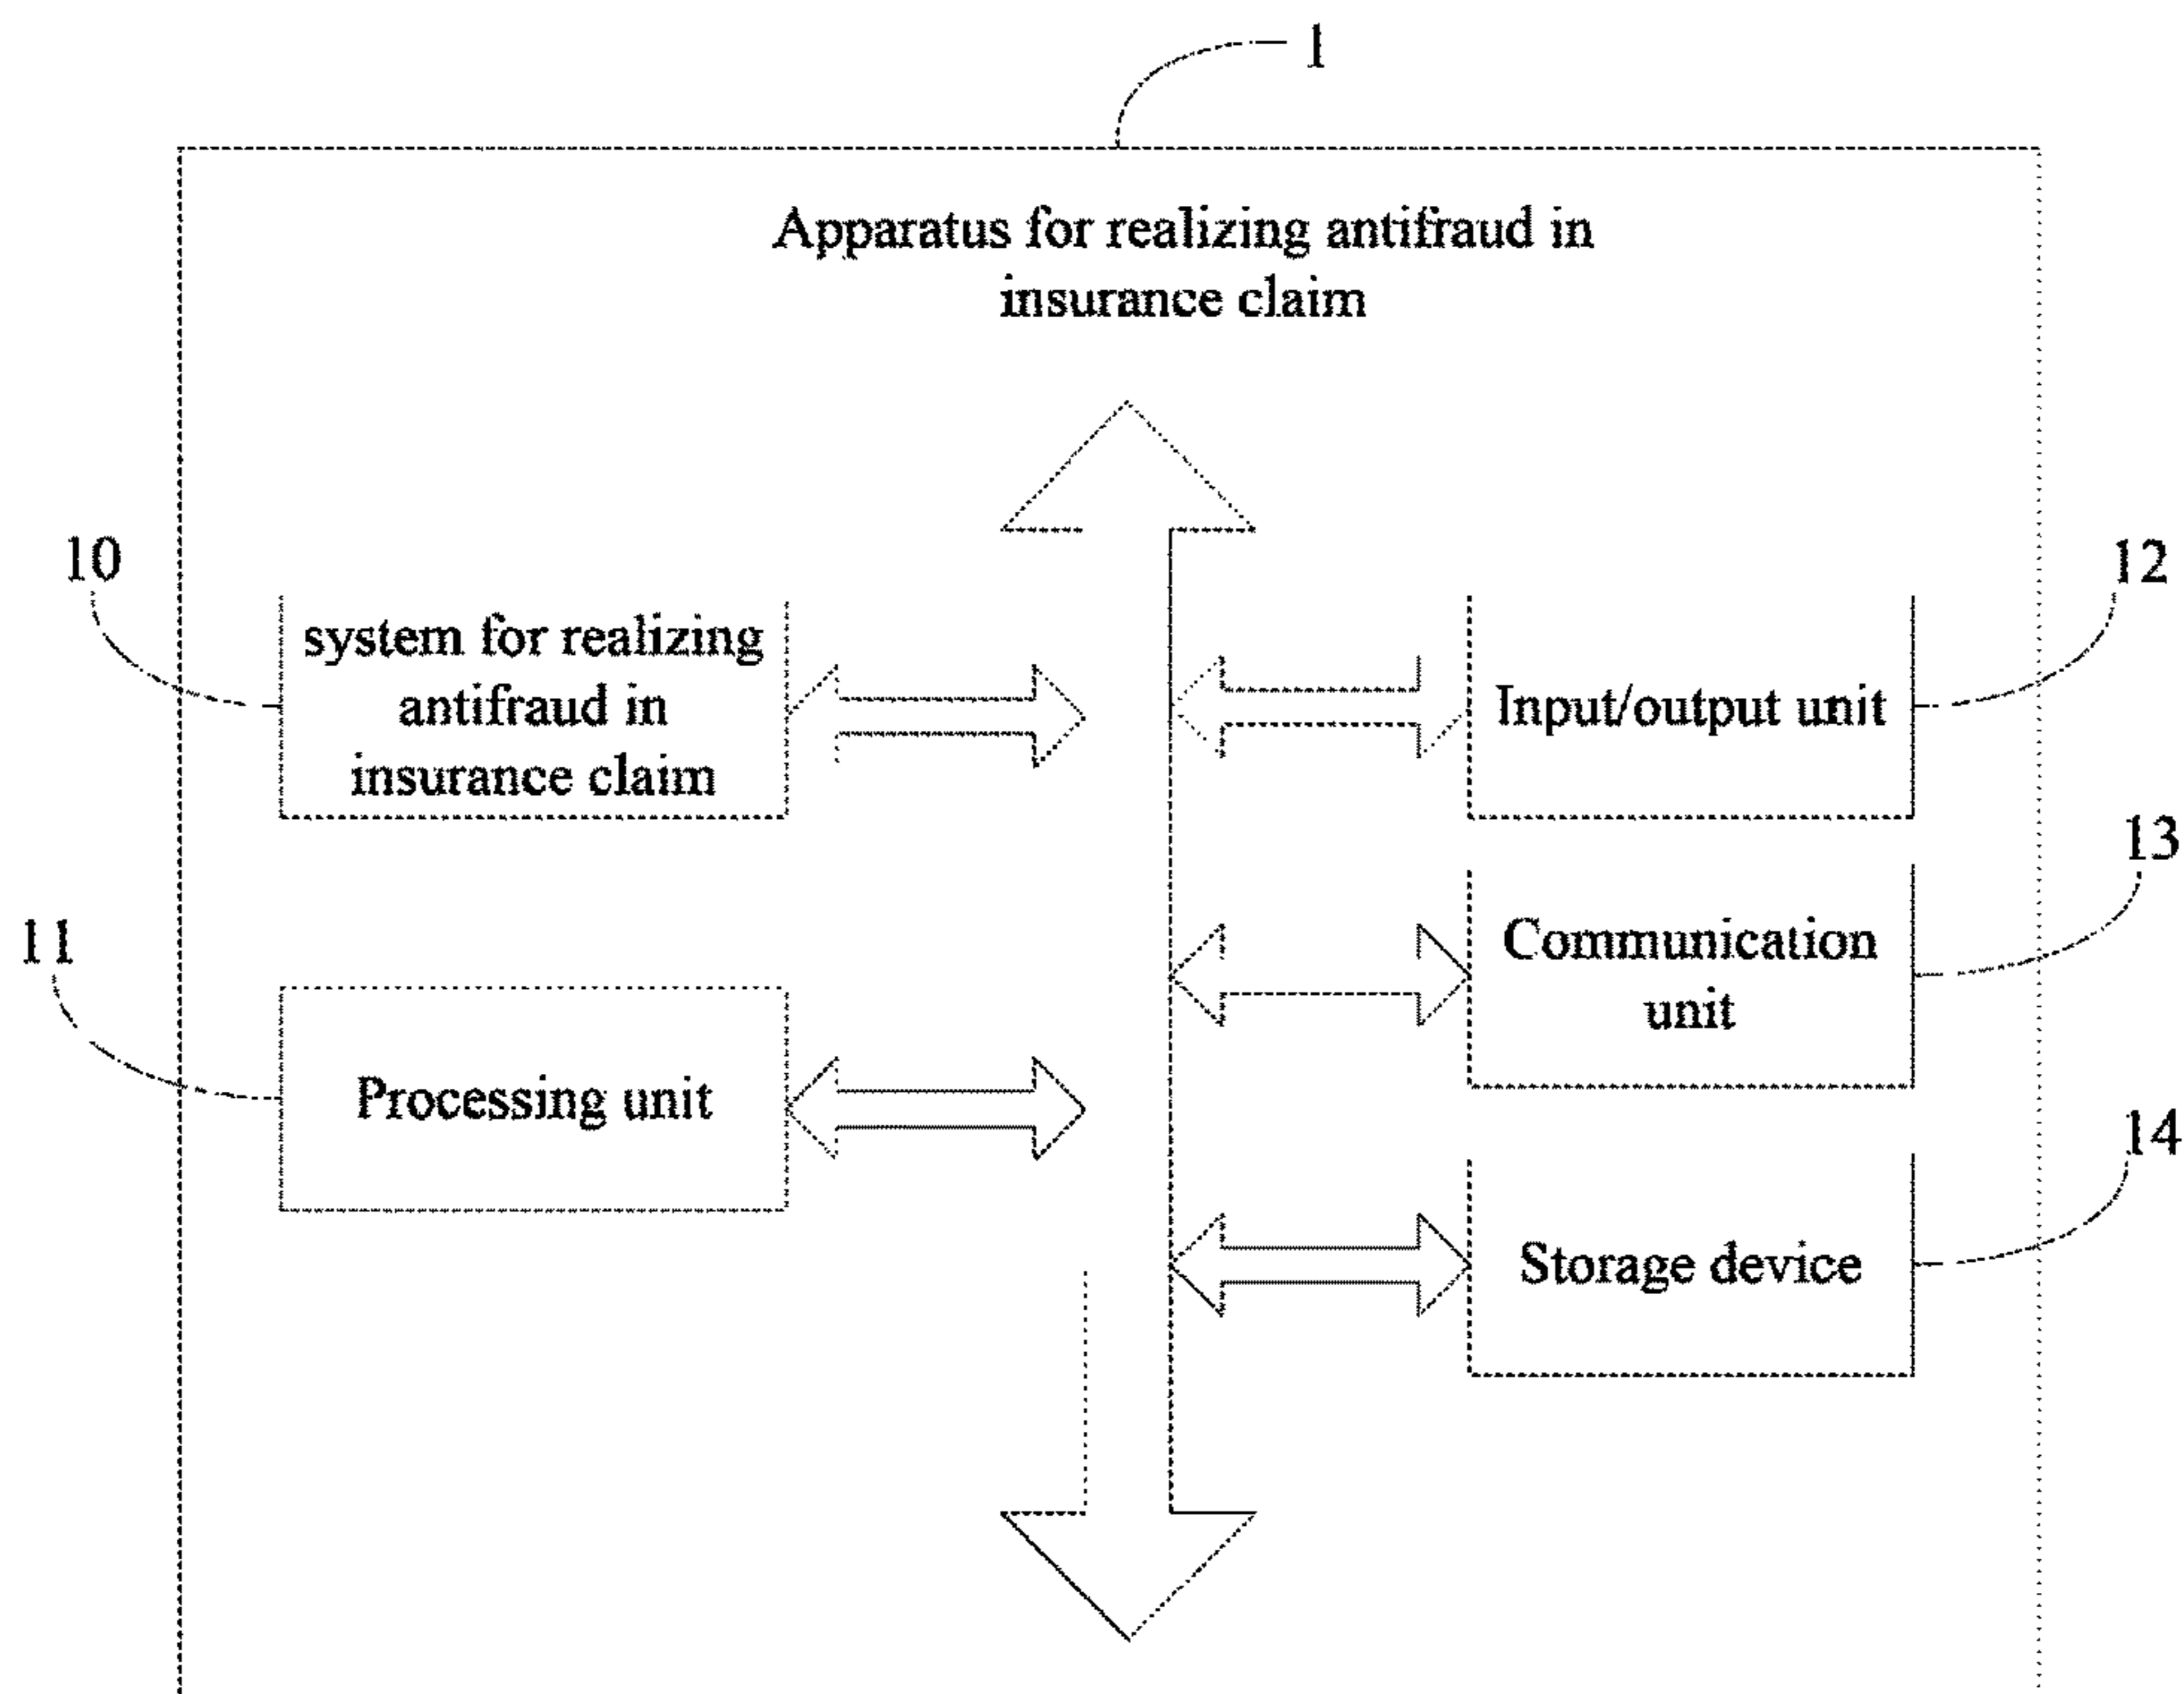 1
Apparatus for realizing antifraud in
insurance claim
10
system for realizing
antifraud in
insurance claim
12
Input/output unit
13
Communication
unit
11
Processing unit
14
Storage device